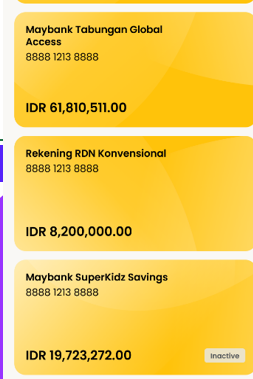 Maybank Tabungan Global
Access
8888 1213 8888
IDR 61,810,511.00
Rekening RDN Konvensional
8888 1213 8888
IDR 8,200,000.00
Maybank SuperKidz Savings
8888 1213 8888
IDR 19,723,272.00
Inactive